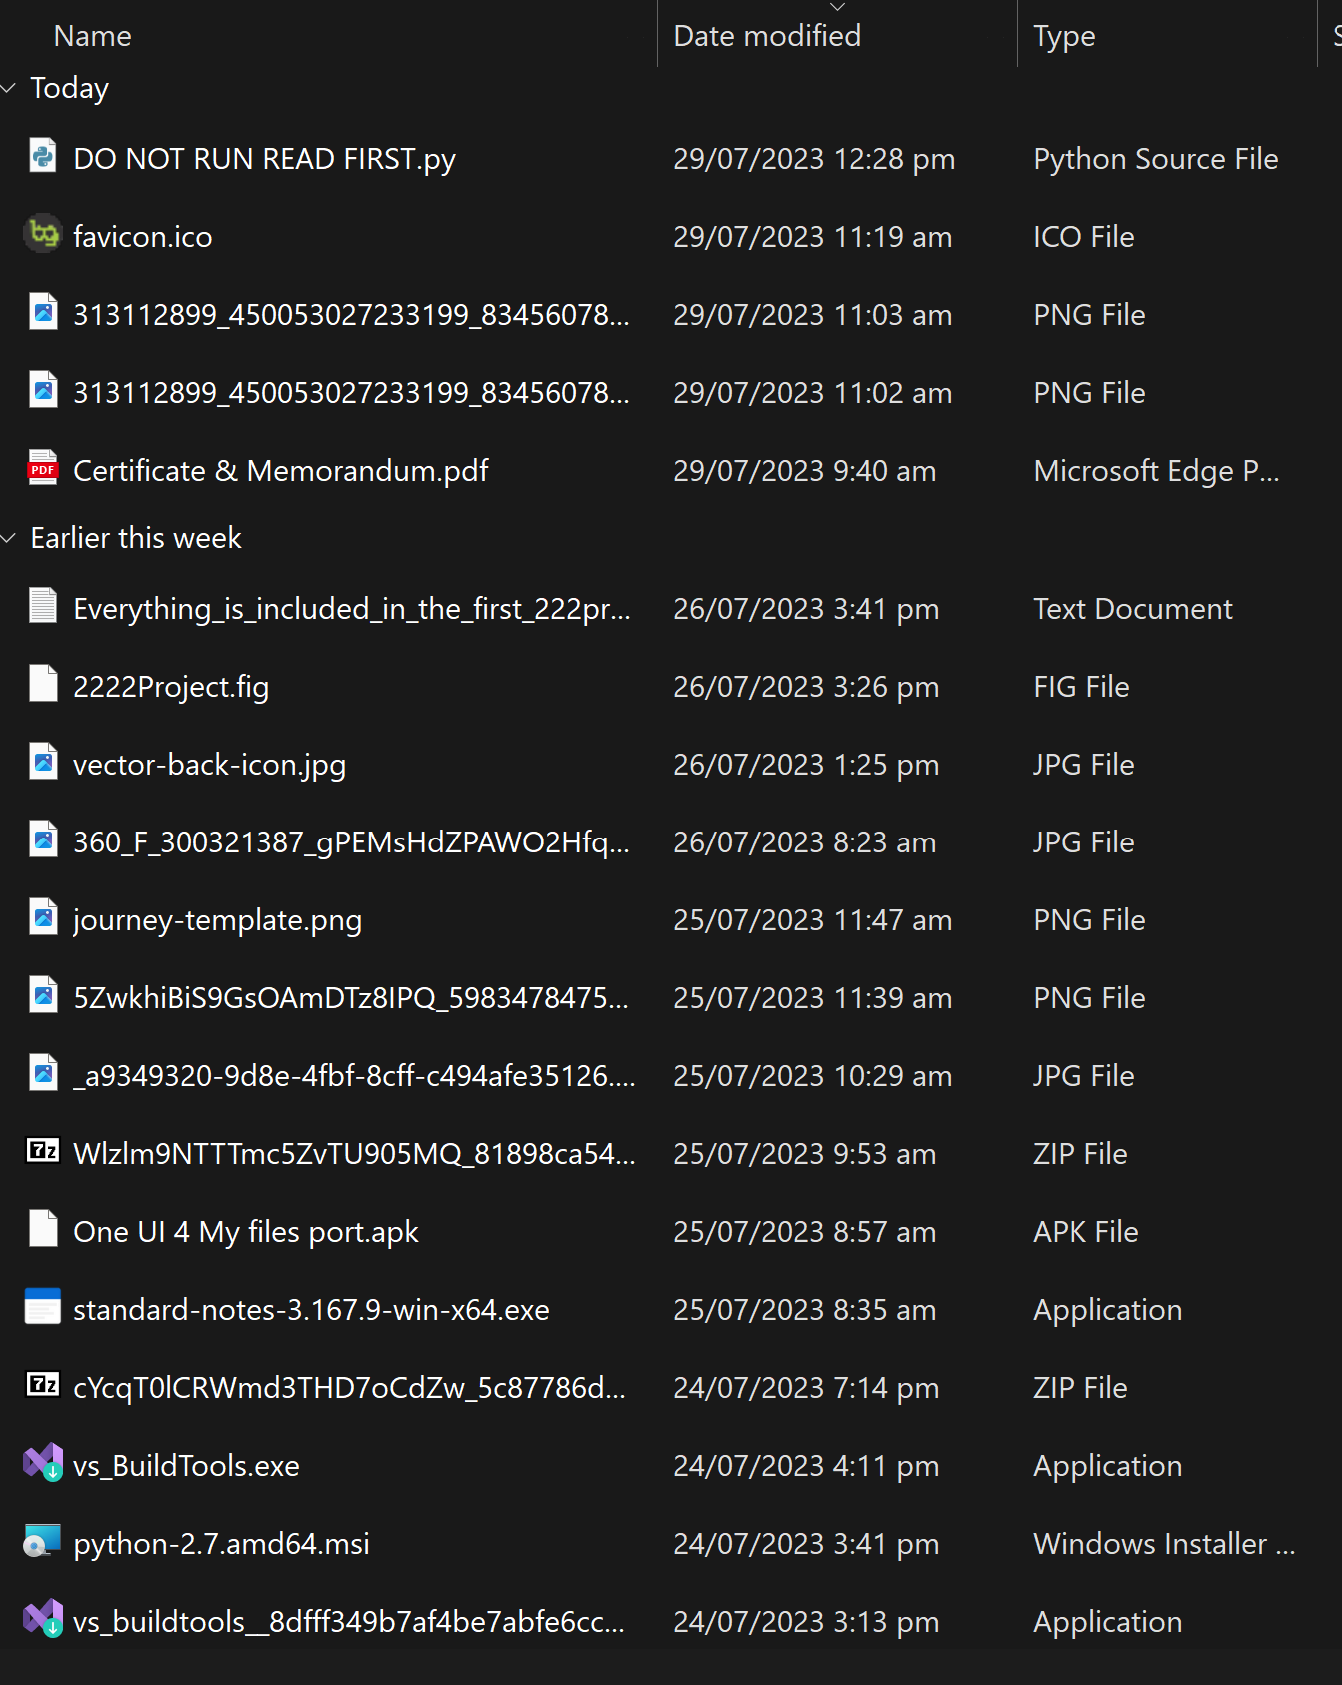 Name Date modified Type S
Today
DO NOT RUN READ FIRST.py 29/07/2023 12:28 pm Python Source File
bg favicon.ico 29/07/2023 11:19 am ICO File
313112899_450053027233199_83456078... 29/07/2023 11:03 am PNG File
313112899_450053027233199_83456078... 29/07/2023 11:02 am PNG File
PDF Certificate & Memorandum.pdf 29/07/2023 9:40 am Microsoft Edge P...
Earlier this week
Everything_is_included_in_the_first_222pr... 26/07/2023 3:41 pm Text Document
2222Project.fig 26/07/2023 3:26 pm FIG File
vector-back-icon.jpg 26/07/2023 1:25 pm JPG File
360_F_300321387_gPEMsHdZPAWO2Hfq... 26/07/2023 8:23 am JPG File
journey-template.png 25/07/2023 11:47 am PNG File
5ZwkhiBiS9GsOAmDTz8IPQ_5983478475... 25/07/2023 11:39 am PNG File
_a9349320-9d8e-4fbf-8cff-c494afe35126.... 25/07/2023 10:29 am JPG File
7z Wlzlm9NTTTmc5ZvTU905MQ_81898ca54... 25/07/2023 9:53 am ZIP File
One UI 4 My files port.apk 25/07/2023 8:57 am APK File
standard-notes-3.167.9-win-x64.exe 25/07/2023 8:35 am Application
7z cYcqT0lCRWmd3THD7oCdZw_5c87786d... 24/07/2023 7:14 pm ZIP File
vs_BuildTools.exe 24/07/2023 4:11 pm Application
python-2.7.amd64.msi 24/07/2023 3:41 pm Windows Installer ...
vs_buildtools__8dfff349b7af4be7abfe6cc... 24/07/2023 3:13 pm Application